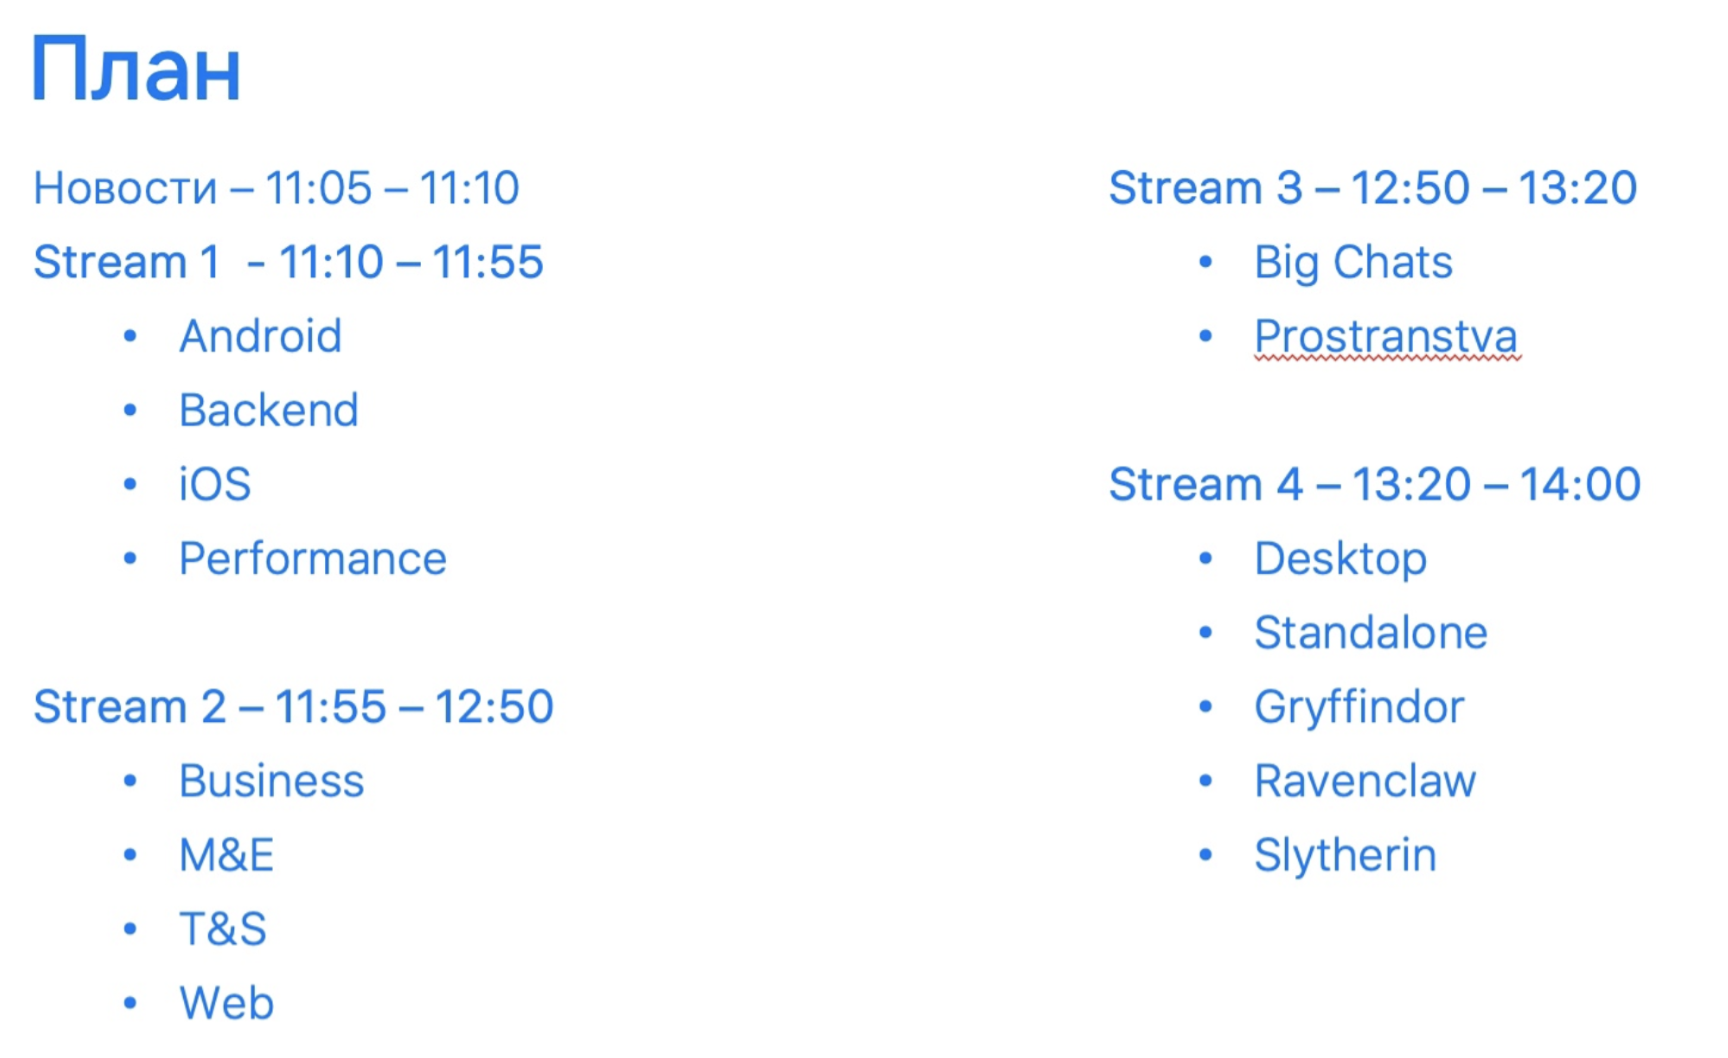 План
Новости – 11:05 – 11:10
Stream 1  - 11:10 – 11:55
• Android
• Backend
• iOS
• Performance
Stream 2 – 11:55 – 12:50
• Business
• M&E
• T&S
• Web
Stream 3 – 12:50 – 13:20
• Big Chats
• Prostranstva
Stream 4 – 13:20 – 14:00
• Desktop
• Standalone
• Gryffindor
• Ravenclaw
• Slytherin